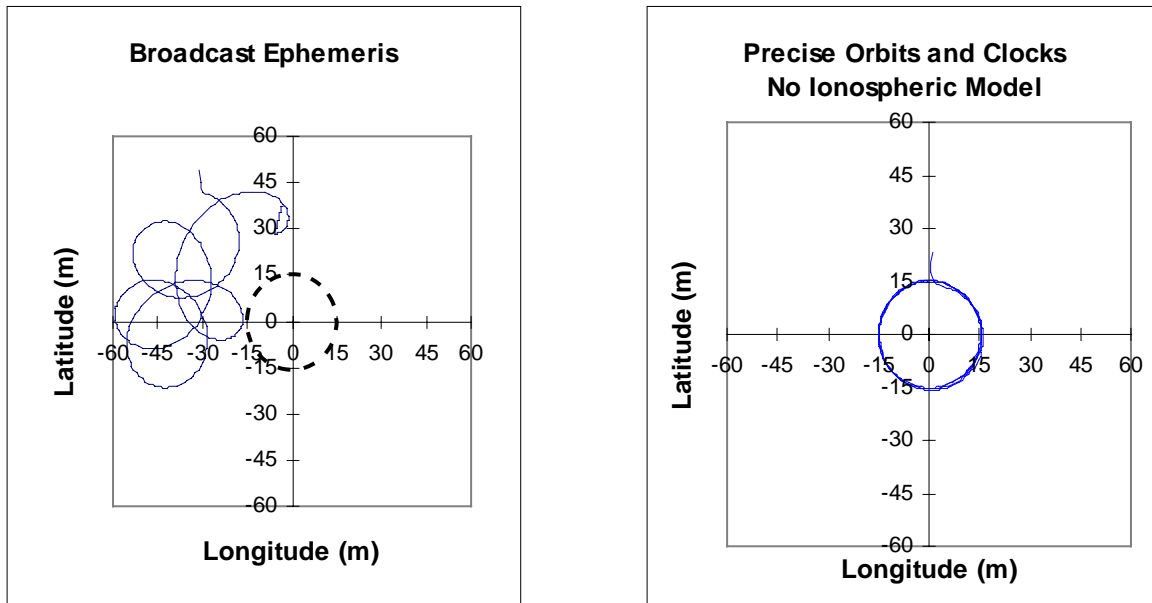 Broadcast Ephemeris
60
45
30
15
0
-60 -45 -30 -15 0 15 30 45 60
-15
-30
-45
-60
Latitude (m)
Longitude (m)
Precise Orbits and Clocks
No Ionospheric Model
60
45
30
15
0
-60 -45 -30 -15 0 15 30 45 60
-15
-30
-45
-60
Latitude (m)
Longitude (m)